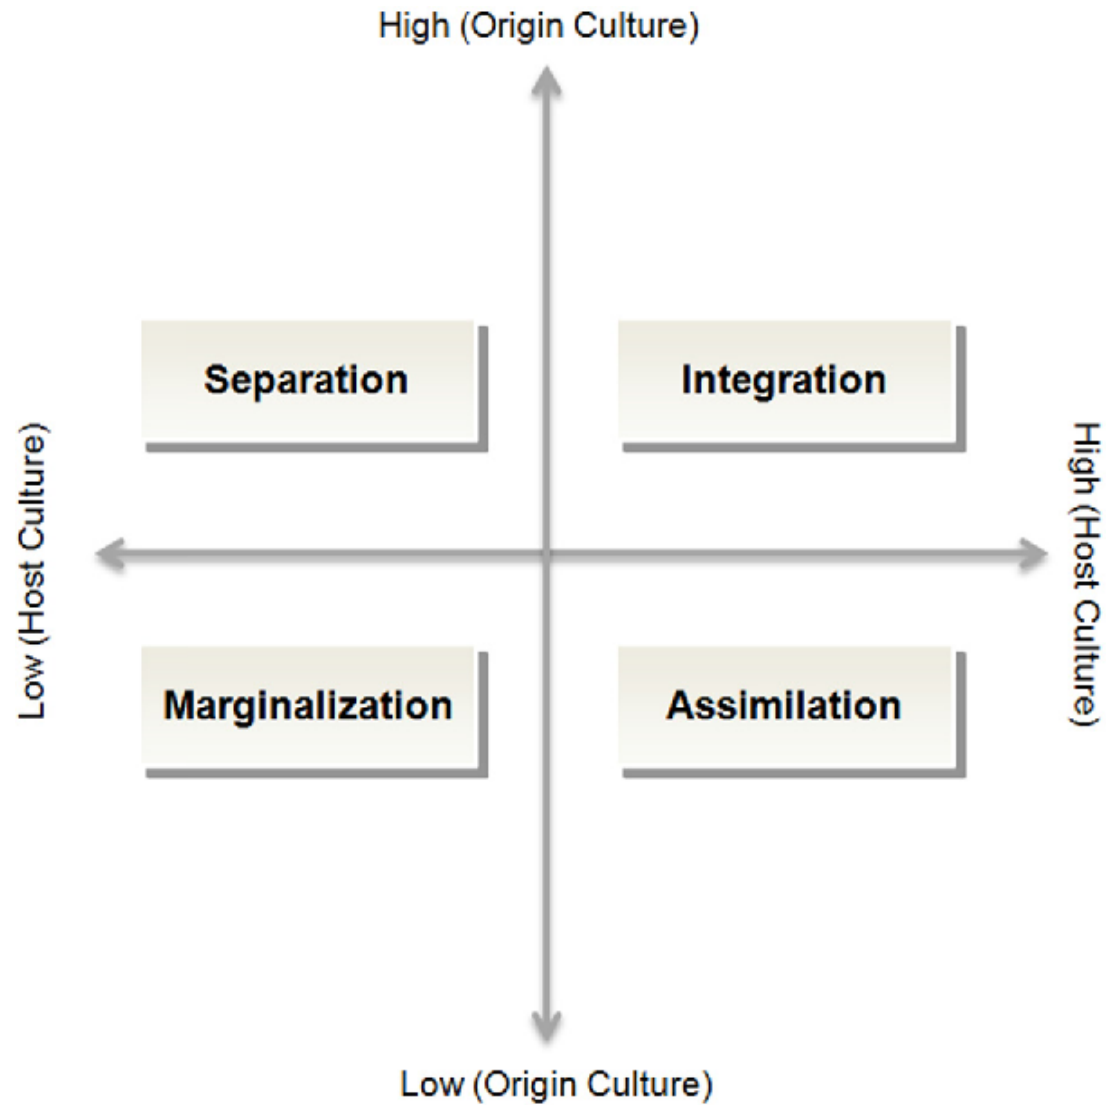 High (Origin Culture)
Separation
Integration
Low (Host Culture)
High (Host Culture)
Marginalization
Assimilation
Low (Origin Culture)